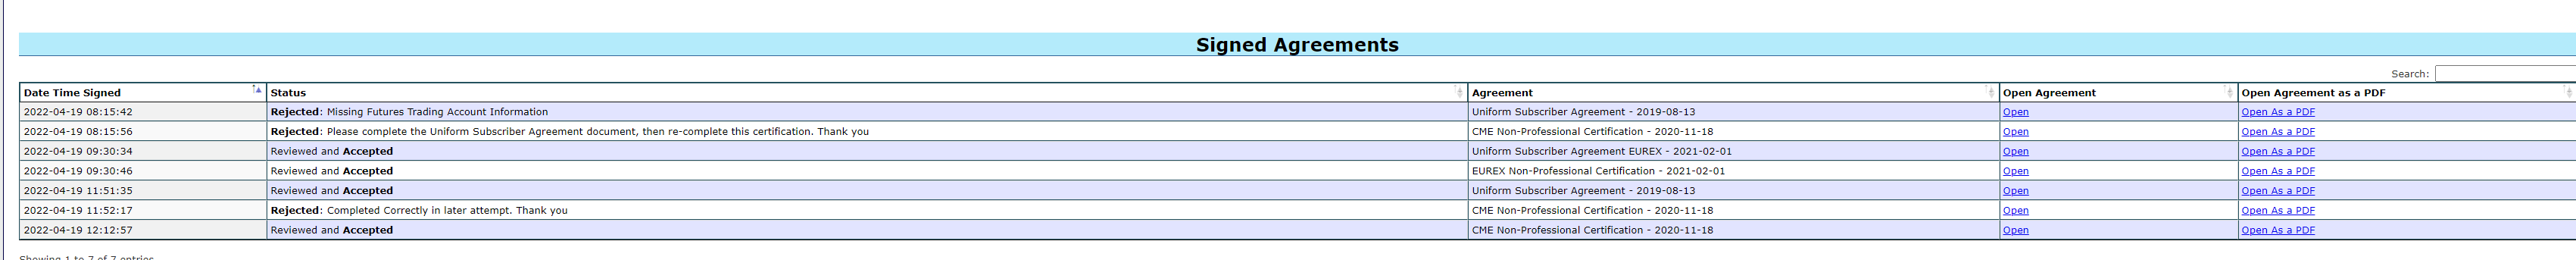 Signed Agreements
Search:
Date Time Signed Status Agreement Open Agreement Open Agreement as a PDF
2022-04-19 08:15:42 Rejected: Missing Futures Trading Account Information Uniform Subscriber Agreement - 2019-08-13 Open Open As a PDF
2022-04-19 08:15:56 Rejected: Please complete the Uniform Subscriber Agreement document, then re-complete this certification. Thank you CME Non-Professional Certification - 2020-11-18 Open Open As a PDF
2022-04-19 09:30:34 Reviewed and Accepted Uniform Subscriber Agreement EUREX - 2021-02-01 Open Open As a PDF
2022-04-19 09:30:46 Reviewed and Accepted EUREX Non-Professional Certification - 2021-02-01 Open Open As a PDF
2022-04-19 11:51:35 Reviewed and Accepted Uniform Subscriber Agreement - 2019-08-13 Open Open As a PDF
2022-04-19 11:52:17 Rejected: Completed Correctly in later attempt. Thank you CME Non-Professional Certification - 2020-11-18 Open Open As a PDF
2022-04-19 12:12:57 Reviewed and Accepted CME Non-Professional Certification - 2020-11-18 Open Open As a PDF
Showing 1 to 7 of 7 entries